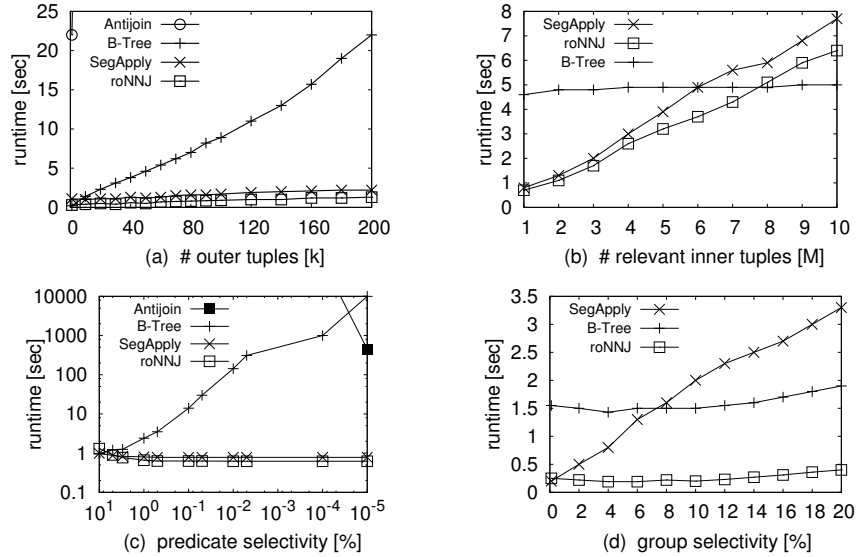 25
20
15
10
5
0
runtime [sec]
Antijoin
B-Tree
SegApply
roNNJ
0 40 80 120 160 200
(a) # outer tuples [k]
8
7
6
5
4
3
2
1
0
runtime [sec]
SegApply
roNNJ
B-Tree
1 2 3 4 5 6 7 8 9 10
(b) # relevant inner tuples [M]
10000
1000
100
10
1
0.1
runtime [sec]
Antijoin
B-Tree
SegApply
roNNJ
10¹ 10⁰ 10⁻¹ 10⁻² 10⁻³ 10⁻⁴ 10⁻⁵
(c) predicate selectivity [%]
3.5
3
2.5
2
1.5
1
0.5
0
runtime [sec]
SegApply
B-Tree
roNNJ
0 2 4 6 8 10 12 14 16 18 20
(d) group selectivity [%]